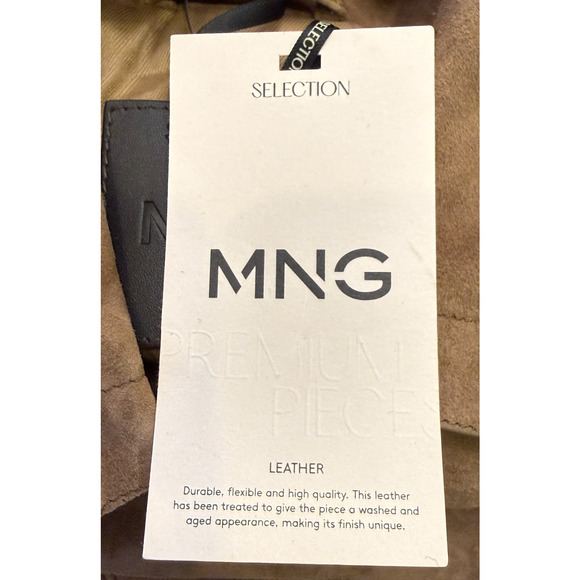 SELECTION
SELECTION
MNG
PREMIUM
PIECES
LEATHER
Durable, flexible and high quality. This leather
has been treated to give the piece a washed and
aged appearance, making its finish unique.